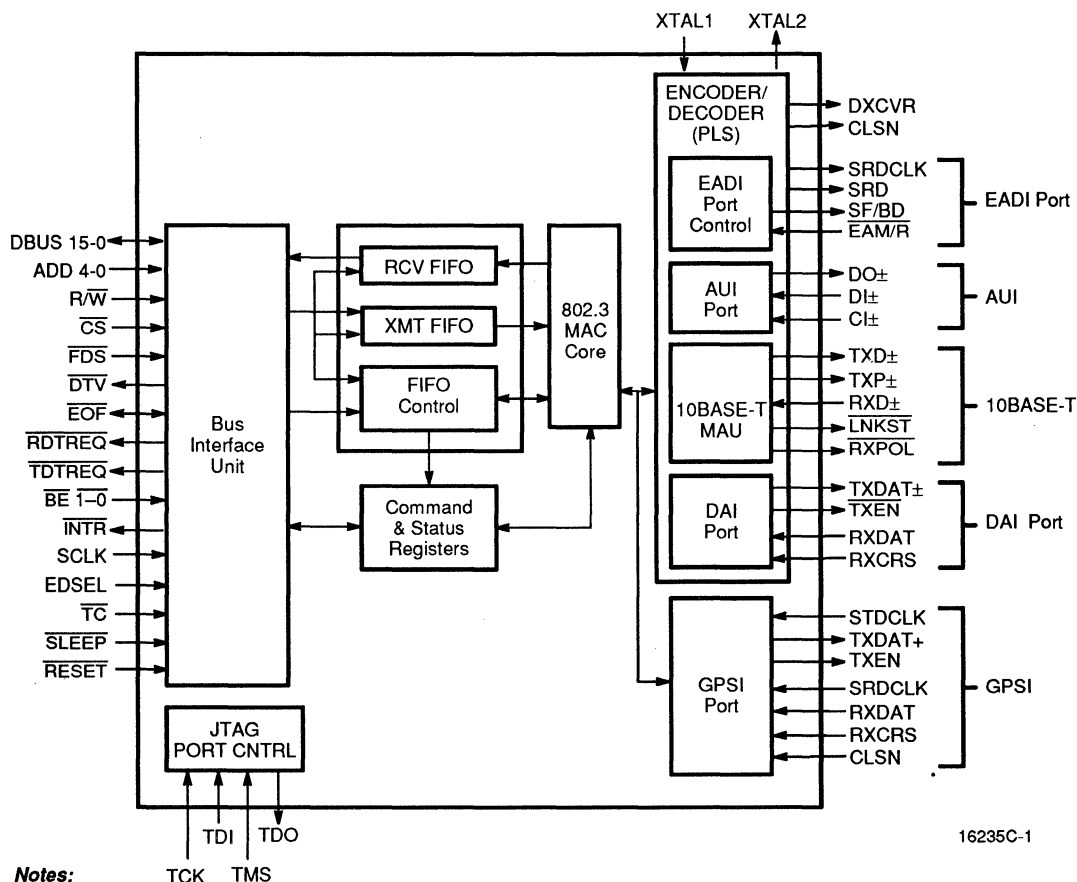 XTAL1 XTAL2
ENCODER/
DECODER
(PLS)
DXCVR
CLSN
EADI
Port
Control
SRDCLK
SRD
SF/BD
EAM/R
EADI Port
AUI
Port
DO±
DI±
CI±
AUI
10BASE-T
MAU
TXD±
TXP±
RXD±
LNKST
RXPOL
10BASE-T
DAI
Port
TXDAT±
TXEN
RXDAT
RXCRS
DAI Port
GPSI
Port
STDCLK
TXDAT+
TXEN
SRDCLK
RXDAT
RXCRS
CLSN
GPSI
DBUS 15-0
ADD 4-0
R/W
CS
FDS
DTV
EOF
RDTREQ
TDTREQ
BE 1–0
INTR
SCLK
EDSEL
TC
SLEEP
RESET
Bus
Interface
Unit
RCV FIFO
XMT FIFO
FIFO
Control
802.3
MAC
Core
Command
& Status
Registers
JTAG
PORT CNTRL
TDI TDO
TCK TMS
16235C-1
Notes: